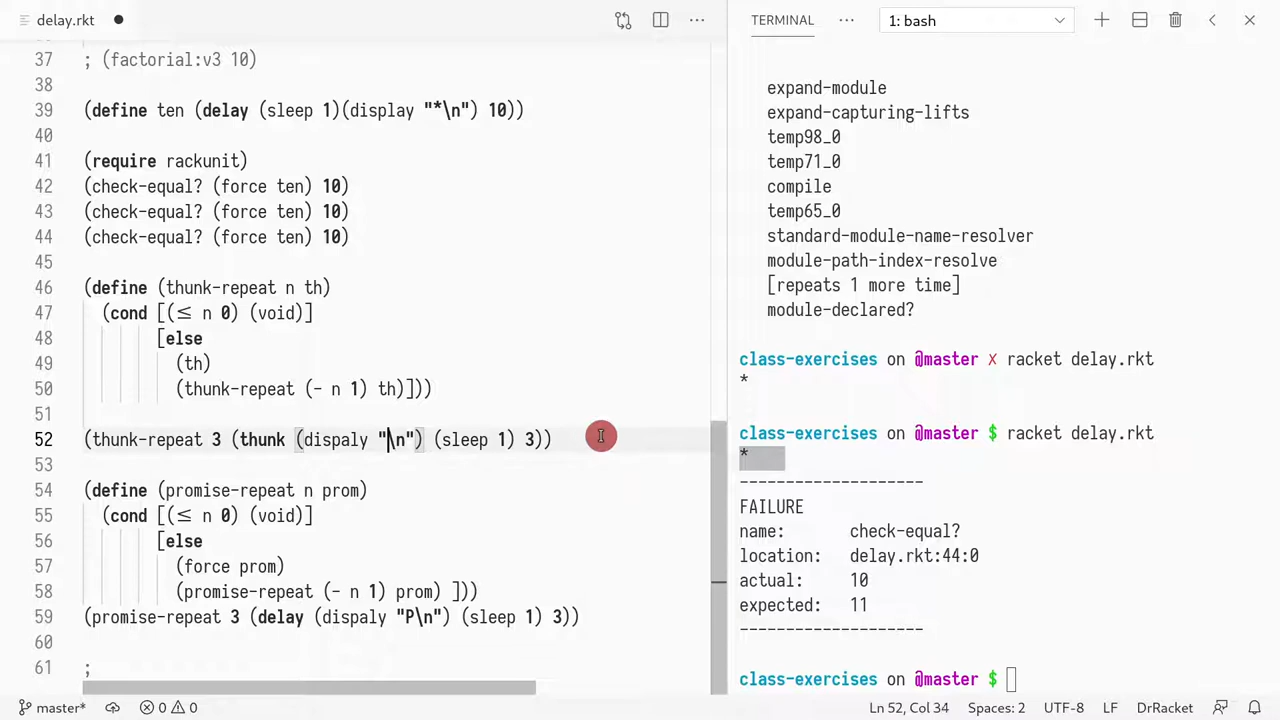 delay.rkt
TERMINAL
1: bash
37 ; (factorial:v3 10)
38
39 (define ten (delay (sleep 1)(display "*\n") 10))
40
41 (require rackunit)
42 (check-equal? (force ten) 10)
43 (check-equal? (force ten) 10)
44 (check-equal? (force ten) 10)
45
46 (define (thunk-repeat n th)
47 (cond [(≤ n 0) (void)]
48 [else
49 (th)
50 (thunk-repeat (- n 1) th)]))
51
52 (thunk-repeat 3 (thunk (dispaly "\n") (sleep 1) 3))
53
54 (define (promise-repeat n prom)
55 (cond [(≤ n 0) (void)]
56 [else
57 (force prom)
58 (promise-repeat (- n 1) prom) ]))
59 (promise-repeat 3 (delay (dispaly "P\n") (sleep 1) 3))
60
61 ;
expand-module
expand-capturing-lifts
temp98_0
temp71_0
compile
temp65_0
standard-module-name-resolver
module-path-index-resolve
[repeats 1 more time]
module-declared?
class-exercises on @master ✗ racket delay.rkt
*
class-exercises on @master $ racket delay.rkt
*
--------------------
FAILURE
name: check-equal?
location: delay.rkt:44:0
actual: 10
expected: 11
--------------------
class-exercises on @master $
master* 0 0
Ln 52, Col 34 Spaces: 2 UTF-8 LF DrRacket